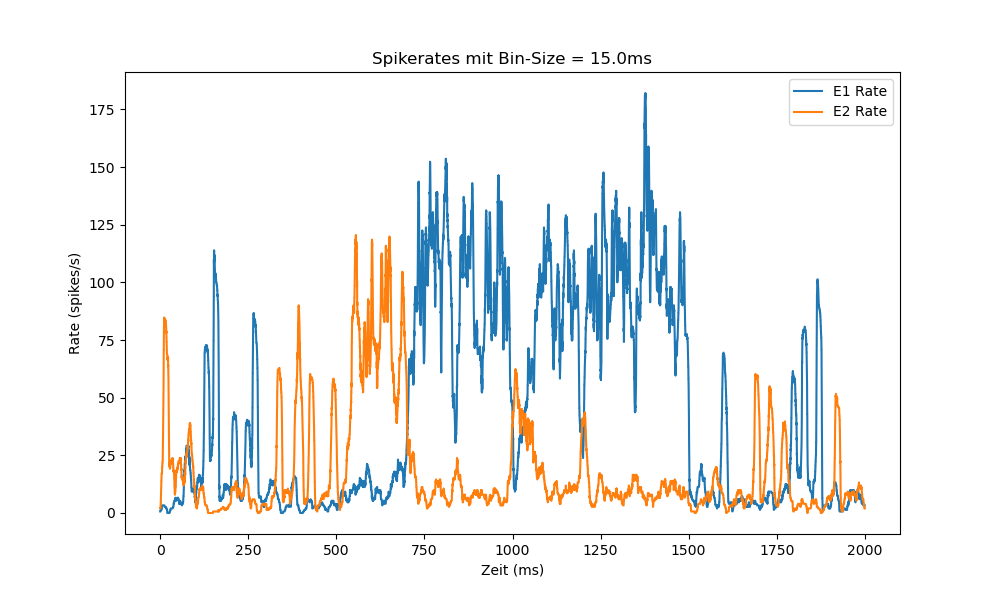 Spikerates mit Bin-Size = 15.0ms
E1 Rate
E2 Rate
Rate (spikes/s)
175
150
125
100
75
50
25
0
0 250 500 750 1000 1250 1500 1750 2000
Zeit (ms)